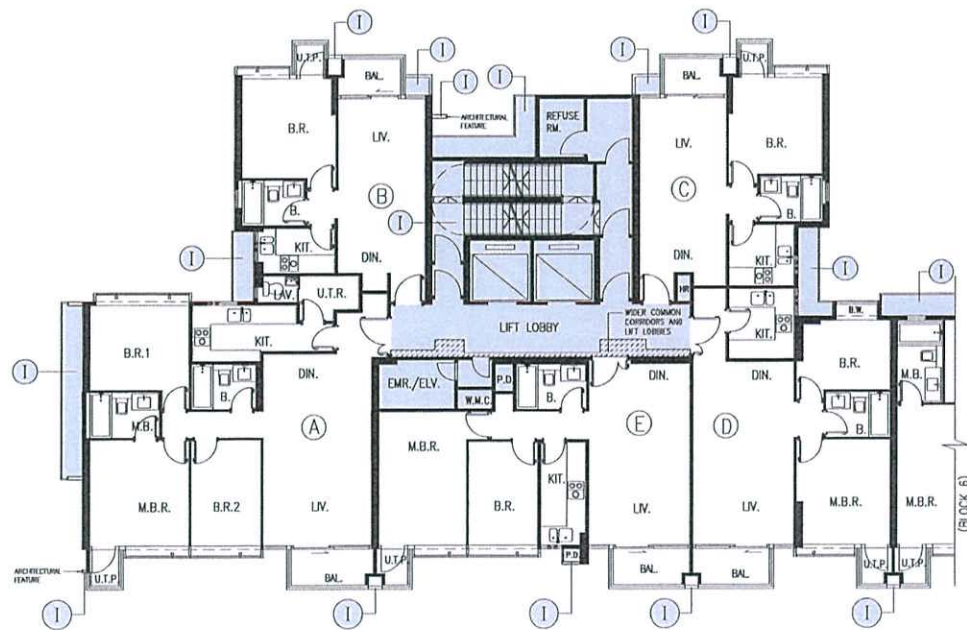 I
I
I
I
I
I
I
U.T.P.
BAL.
BAL.
U.T.P.
ARCHITECTURAL
FEATURE
REFUSE
RM.
B.R.
LIV.
LIV.
B.R.
B
C
B.
B.
I
I
I
I
KIT.
DIN.
DIN.
KIT.
LAV.
U.T.R.
HR
B.W.
KIT.
LIFT LOBBY
WIDER COMMON
CORRIDORS AND
LIFT LOBBIES
KIT.
B.R.1
DIN.
EMR./ELV.
P.D.
W.M.C.
B.
DIN.
DIN.
B.R.
M.B.
I
B.
M.B.
A
E
D
B.
M.B.R.
B.R.2
LIV.
M.B.R.
B.R.
KIT.
LIV.
LIV.
M.B.R.
M.B.R.
(BLOCK 6)
P.D.
ARCHITECTURAL
FEATURE
U.T.P.
BAL.
U.T.P.
BAL.
BAL.
U.T.P.
U.T.P.
I
I
I
I
I